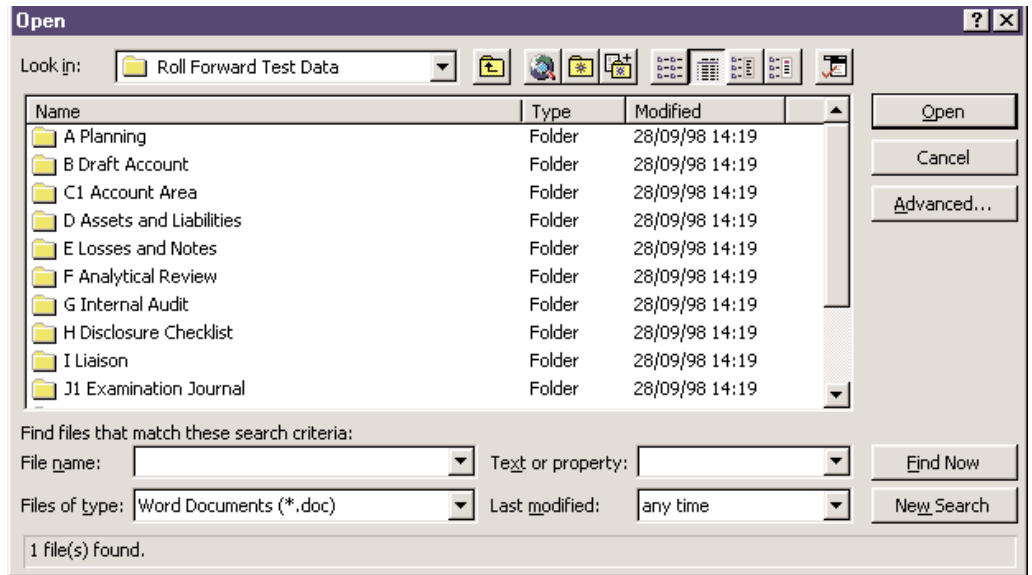 Open
Look in: Roll Forward Test Data
Name Type Modified
A Planning Folder 28/09/98 14:19
B Draft Account Folder 28/09/98 14:19
C1 Account Area Folder 28/09/98 14:19
D Assets and Liabilities Folder 28/09/98 14:19
E Losses and Notes Folder 28/09/98 14:19
F Analytical Review Folder 28/09/98 14:19
G Internal Audit Folder 28/09/98 14:19
H Disclosure Checklist Folder 28/09/98 14:19
I Liaison Folder 28/09/98 14:19
J1 Examination Journal Folder 28/09/98 14:19
Open
Cancel
Advanced...
Find files that match these search criteria:
File name: Text or property: Find Now
Files of type: Word Documents (*.doc) Last modified: any time New Search
1 file(s) found.